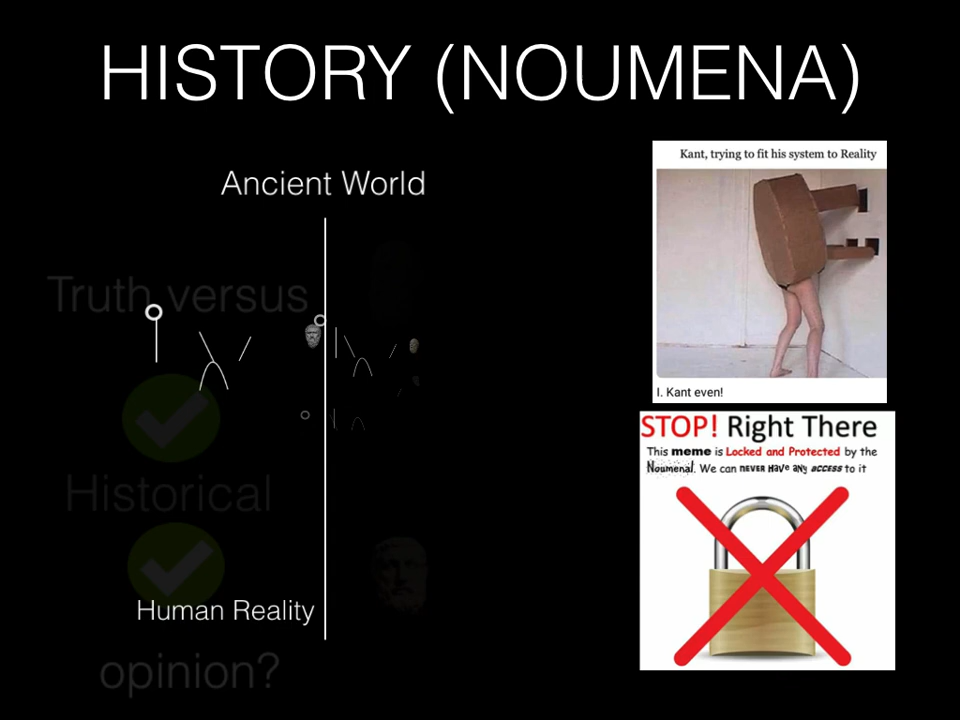 HISTORY (NOUMENA)
Ancient World
Truth versus
Historical
Human Reality
opinion?
Kant, trying to fit his system to Reality
I. Kant even!
STOP! Right There
This meme is Locked and Protected by the
Noumenal. We can never have any access to it